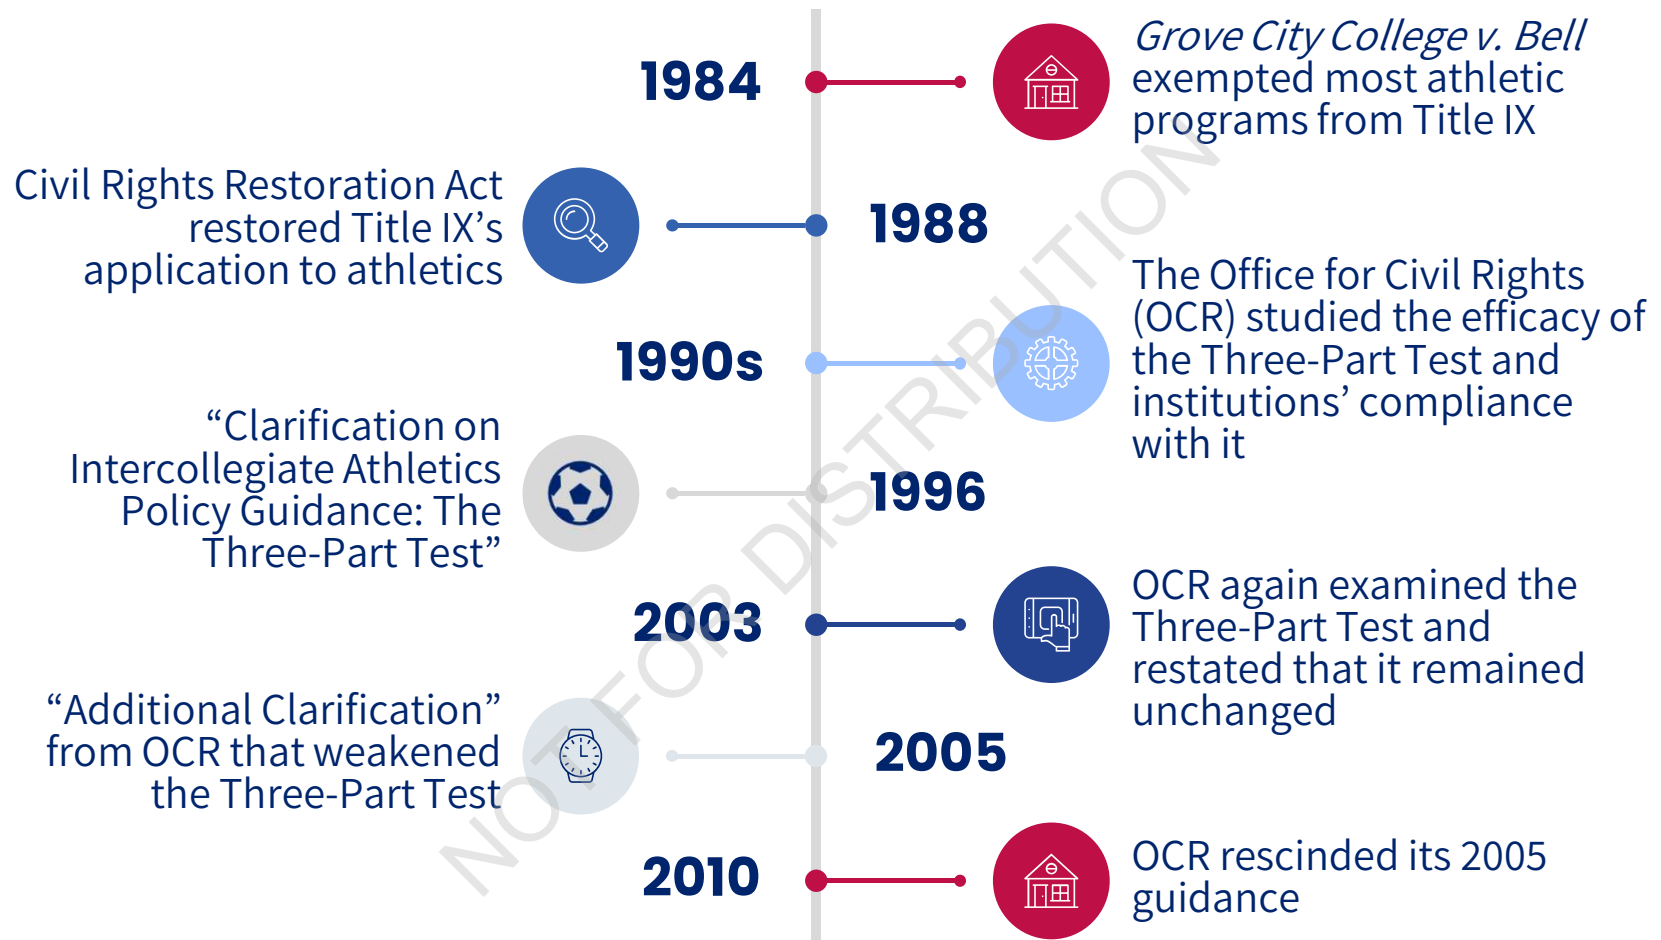 1984
Grove City College v. Bell
exempted most athletic
programs from Title IX
Civil Rights Restoration Act
restored Title IX’s
application to athletics
1988
1990s
The Office for Civil Rights
(OCR) studied the efficacy of
the Three-Part Test and
institutions’ compliance
with it
“Clarification on
Intercollegiate Athletics
Policy Guidance: The
Three-Part Test”
1996
2003
OCR again examined the
Three-Part Test and
restated that it remained
unchanged
“Additional Clarification”
from OCR that weakened
the Three-Part Test
2005
2010
OCR rescinded its 2005
guidance
NOT FOR DISTRIBUTION